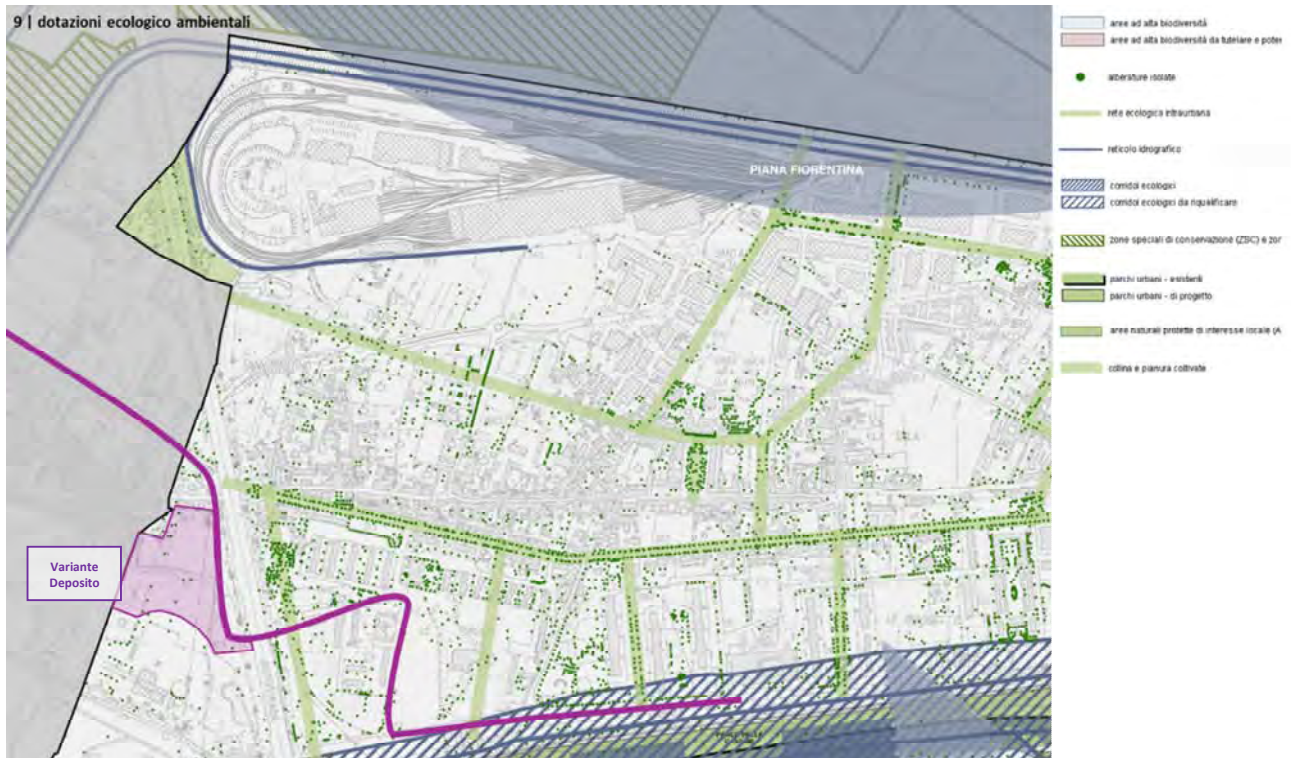 9 | dotazioni ecologico ambientali
aree ad alta biodiversità
aree ad alta biodiversità da tutelare e poter
alberature isolate
rete ecologica intraurbana
reticolo idrografico
PIANA FIORENTINA
corridoi ecologici
corridoi ecologici da riqualificare
zone speciali di conservazione (ZSC) e zor
parchi urbani - esistenti
parchi urbani - di progetto
aree naturali protette di interesse locale (A
collina e pianura coltivate
Variante
Deposito